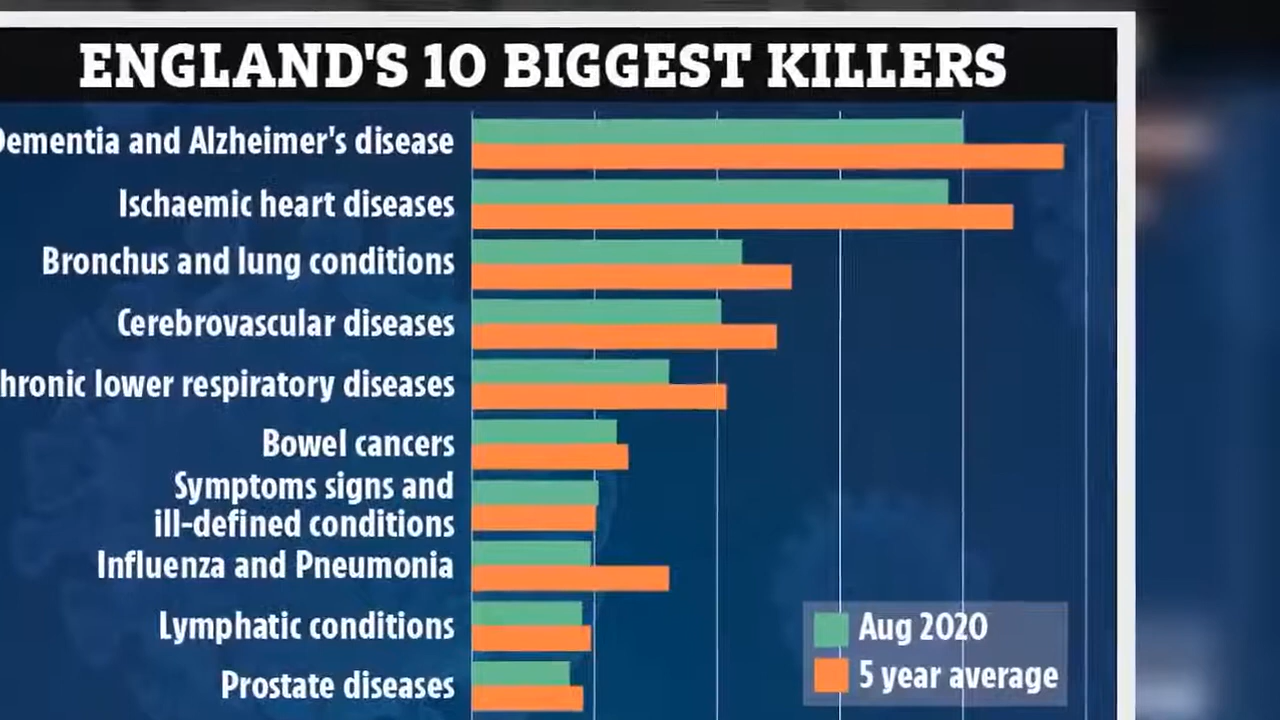 ENGLAND'S 10 BIGGEST KILLERS
Dementia and Alzheimer's disease
Ischaemic heart diseases
Bronchus and lung conditions
Cerebrovascular diseases
hronic lower respiratory diseases
Bowel cancers
Symptoms signs and
ill-defined conditions
Influenza and Pneumonia
Lymphatic conditions
Prostate diseases
Aug 2020
5 year average